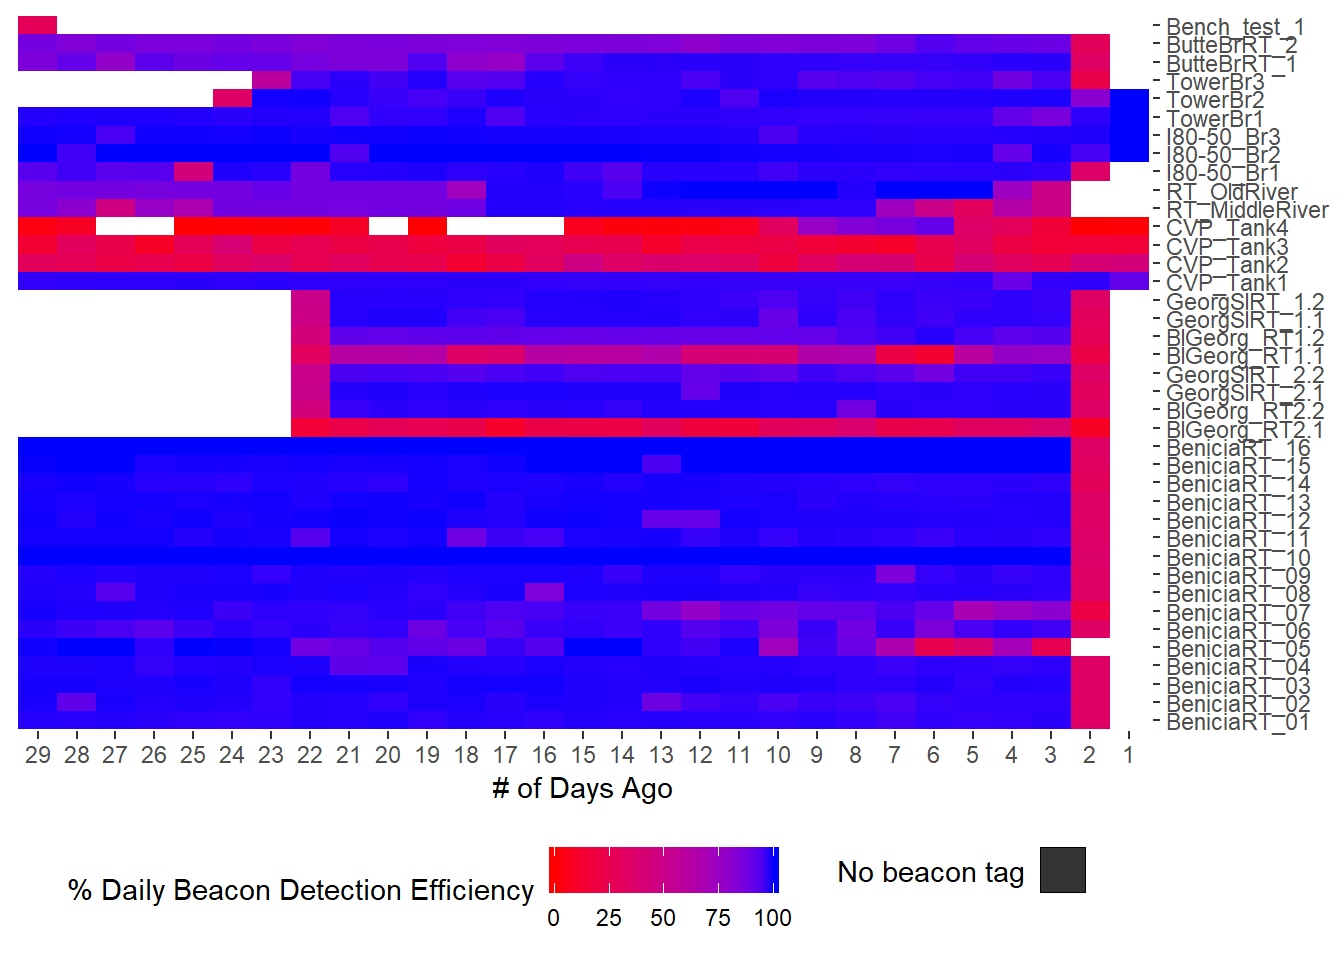 Bench_test_1
ButteBrRT_2
ButteBrRT_1
TowerBr3
TowerBr2
TowerBr1
I80-50_Br3
I80-50_Br2
I80-50_Br1
RT_OldRiver
RT_MiddleRiver
CVP_Tank4
CVP_Tank3
CVP_Tank2
CVP_Tank1
GeorgSlRT_1.2
GeorgSlRT_1.1
BlGeorg_RT1.2
BlGeorg_RT1.1
GeorgSlRT_2.2
GeorgSlRT_2.1
BlGeorg_RT2.2
BlGeorg_RT2.1
BeniciaRT_16
BeniciaRT_15
BeniciaRT_14
BeniciaRT_13
BeniciaRT_12
BeniciaRT_11
BeniciaRT_10
BeniciaRT_09
BeniciaRT_08
BeniciaRT_07
BeniciaRT_06
BeniciaRT_05
BeniciaRT_04
BeniciaRT_03
BeniciaRT_02
BeniciaRT_01
29 28 27 26 25 24 23 22 21 20 19 18 17 16 15 14 13 12 11 10 9 8 7 6 5 4 3 2 1
# of Days Ago
% Daily Beacon Detection Efficiency
0 25 50 75 100
No beacon tag